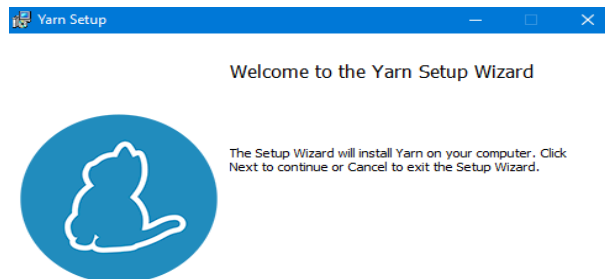 Yarn Setup
Welcome to the Yarn Setup Wizard
The Setup Wizard will install Yarn on your computer. Click
Next to continue or Cancel to exit the Setup Wizard.